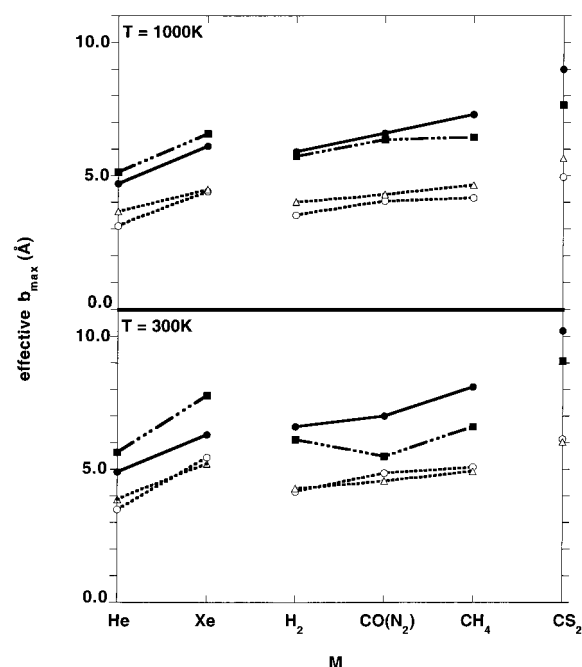 10.0
T = 1000K
5.0
0.0
T = 300K
10.0
5.0
0.0
effective b_max (Å)
He Xe H₂ CO(N₂) CH₄ CS₂
M